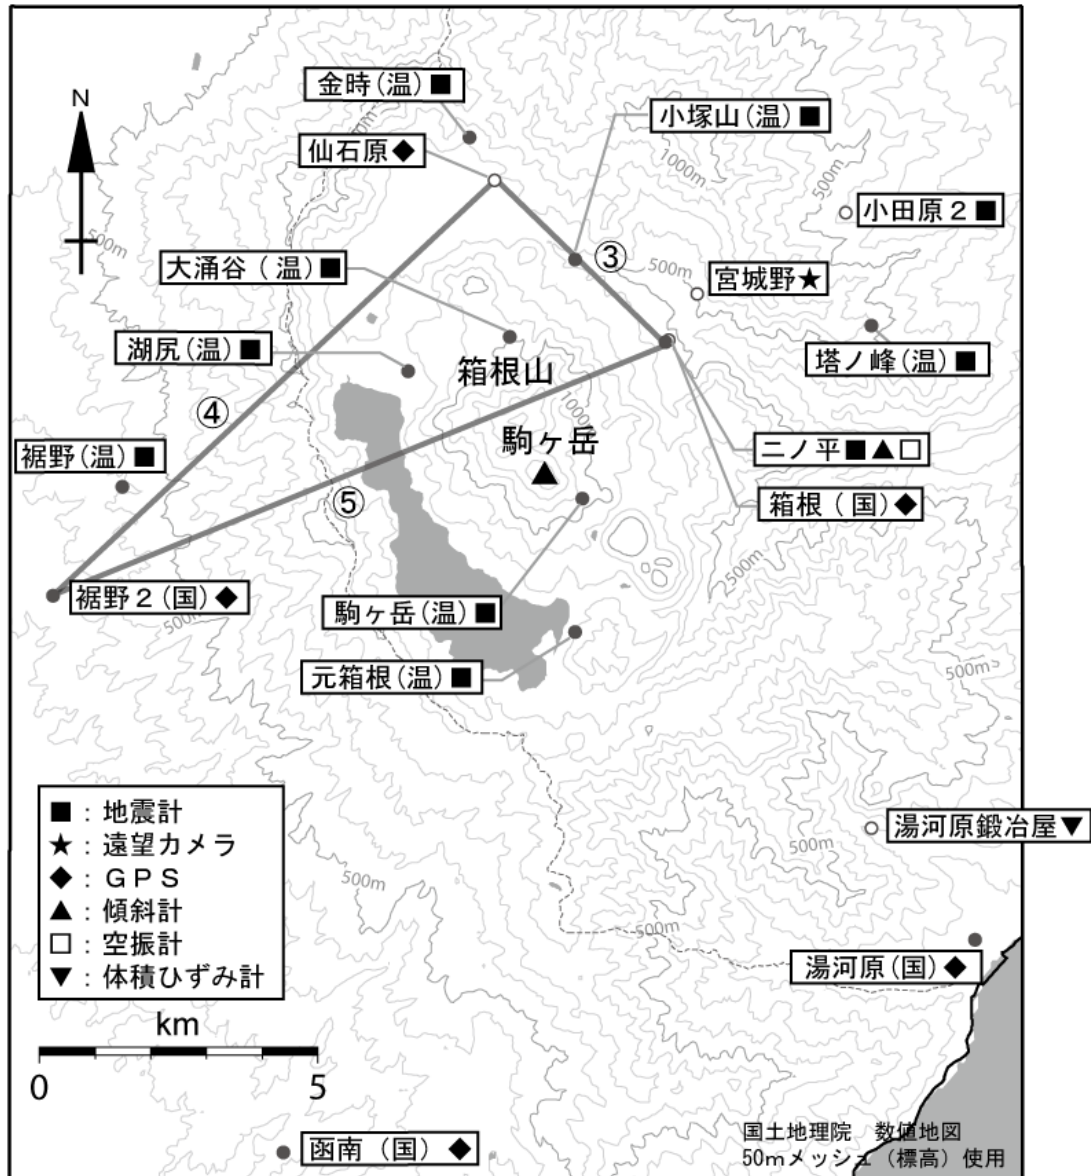 金時(温)■
小塚山(温)■
N
仙石原◆
1000m
500m
小田原2■
500m
大涌谷(温)■
③
500m
宮城野★
湖尻(温)■
箱根山
塔ノ峰(温)■
④
1000m
駒ヶ岳
裾野(温)■
二ノ平■▲□
⑤
箱根(国)◆
500m
裾野2(国)◆
500m
駒ヶ岳(温)■
元箱根(温)■
500m
■:地震計
★:遠望カメラ
◆:GPS
▲:傾斜計
□:空振計
▼:体積ひずみ計
湯河原鍛冶屋▼
500m
500m
500m
湯河原(国)◆
km
0 5
函南(国)◆
国土地理院 数値地図
50mメッシュ(標高)使用